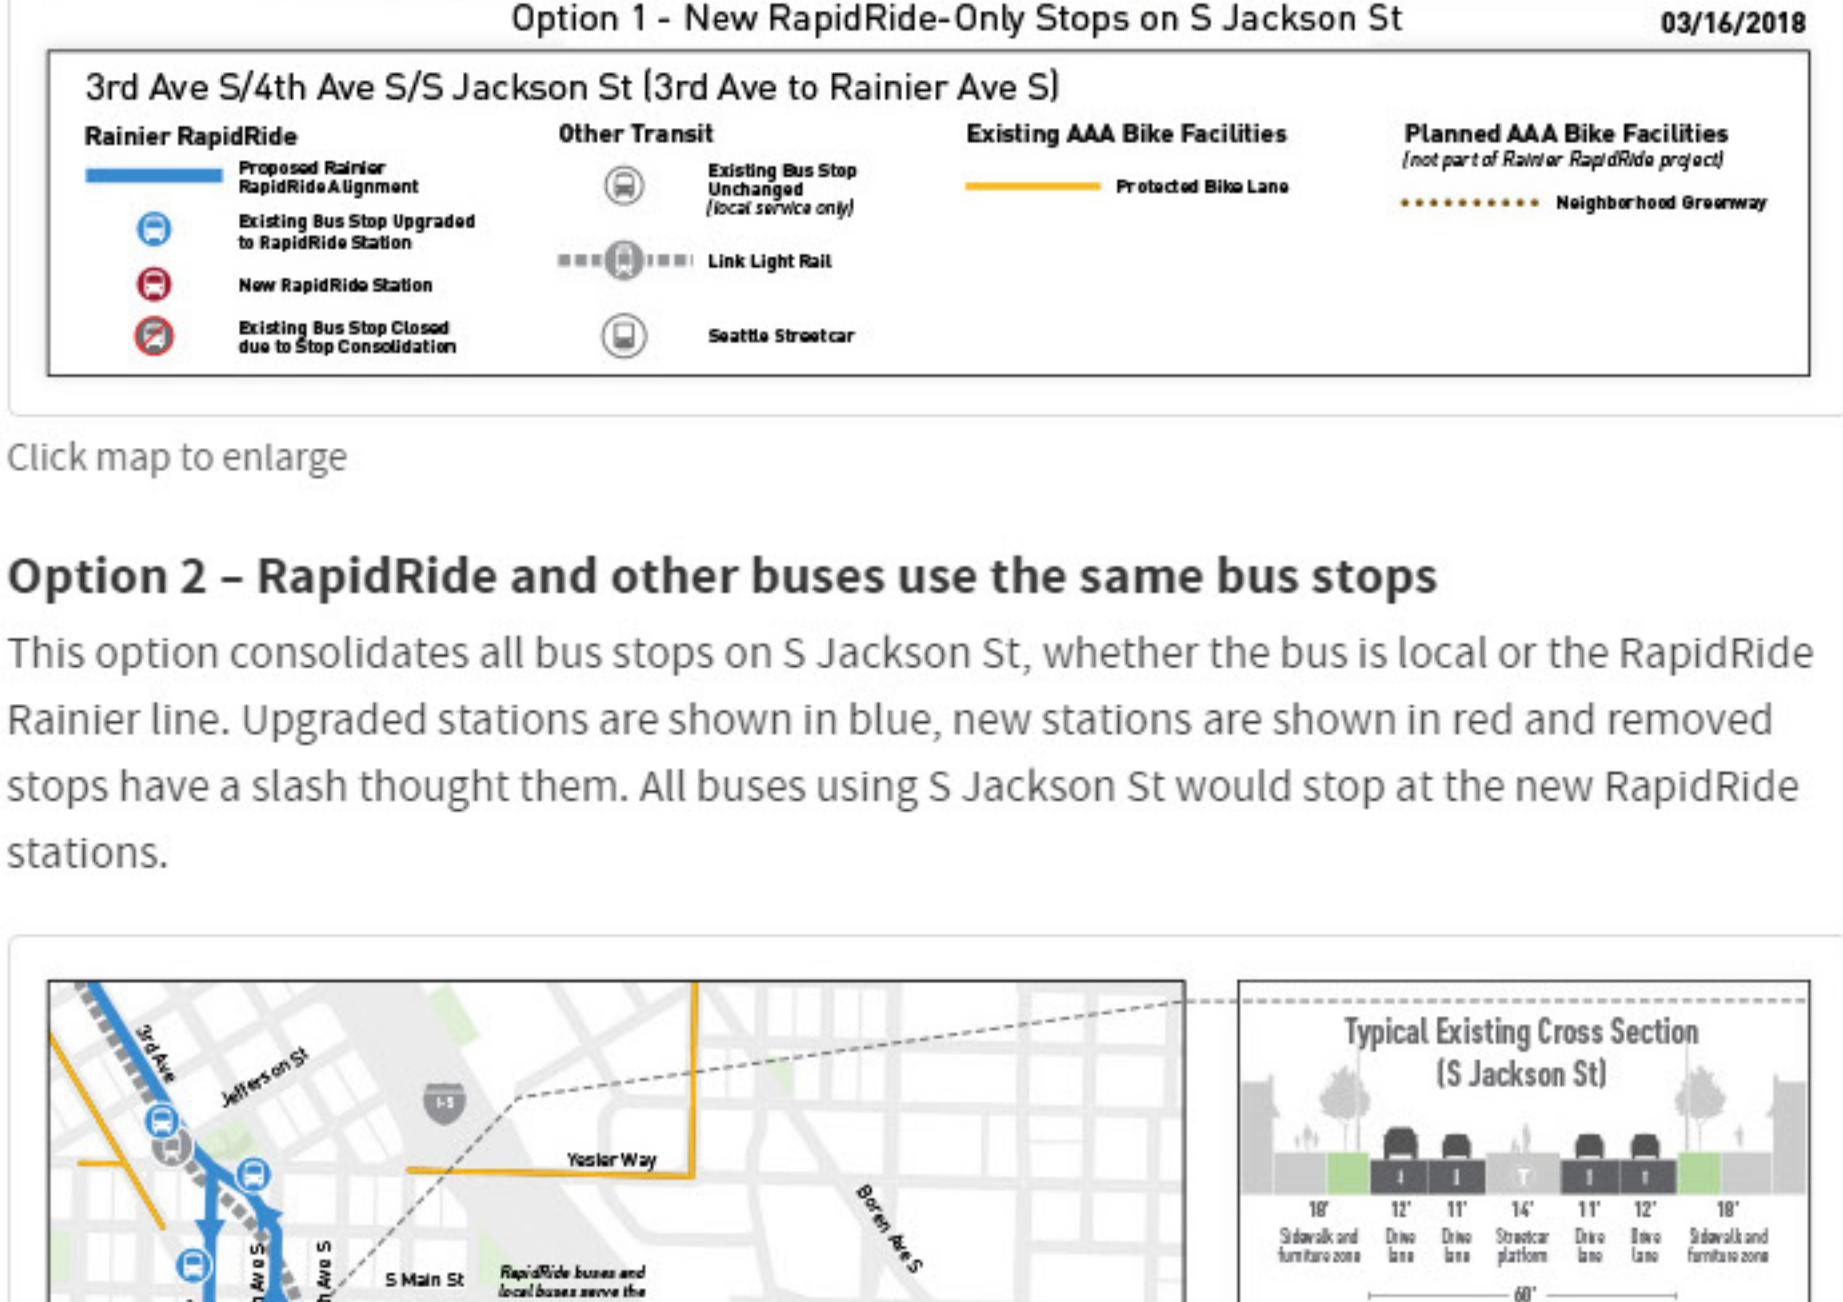 Option 1 - New RapidRide-Only Stops on S Jackson St
03/16/2018
3rd Ave S/4th Ave S/S Jackson St (3rd Ave to Rainier Ave S)
Rainier RapidRide
Proposed Rainier
RapidRide Alignment
Existing Bus Stop Upgraded
to RapidRide Station
New RapidRide Station
Existing Bus Stop Closed
due to Stop Consolidation
Other Transit
Existing Bus Stop
Unchanged
(local service only)
Link Light Rail
Seattle Streetcar
Existing AAA Bike Facilities
Protected Bike Lane
Planned AAA Bike Facilities
(not part of Rainier RapidRide project)
Neighborhood Greenway
Click map to enlarge
Option 2 – RapidRide and other buses use the same bus stops
This option consolidates all bus stops on S Jackson St, whether the bus is local or the RapidRide
Rainier line. Upgraded stations are shown in blue, new stations are shown in red and removed
stops have a slash thought them. All buses using S Jackson St would stop at the new RapidRide
stations.
3rd Ave
Jefferson St
I-5
Yesler Way
Boren Ave S
Ave S
Ave S
S Main St
RapidRide buses and
local buses serve the
Typical Existing Cross Section
(S Jackson St)
T
18' 12' 11' 14' 11' 12' 18'
Sidewalk and Drive Drive Streetcar Drive Drive Sidewalk and
furniture zone lane lane platform lane lane furniture zone
60'